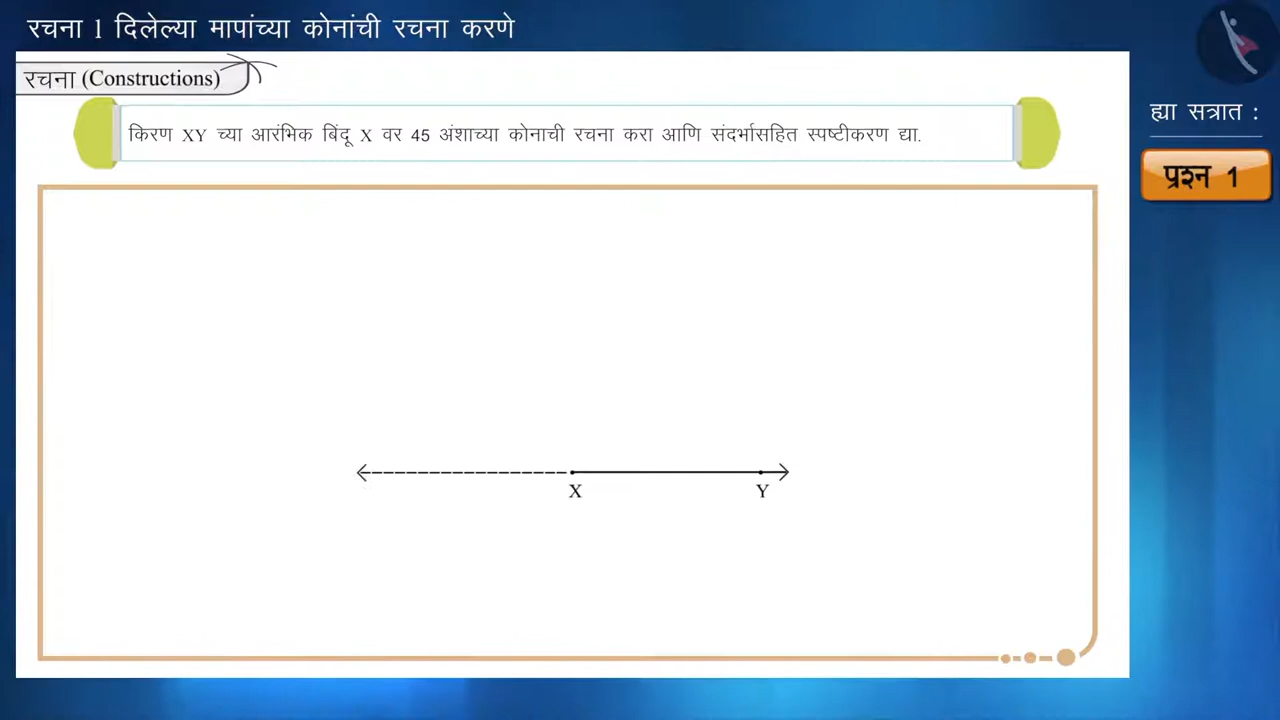 रचना 1 दिलेल्या मापांच्या कोनांची रचना करणे
रचना (Constructions)
किरण XY च्या आरंभिक बिंदू X वर 45 अंशाच्या कोनाची रचना करा आणि संदर्भासहित स्पष्टीकरण द्या.
ह्या सत्रात :
प्रश्न 1
X Y